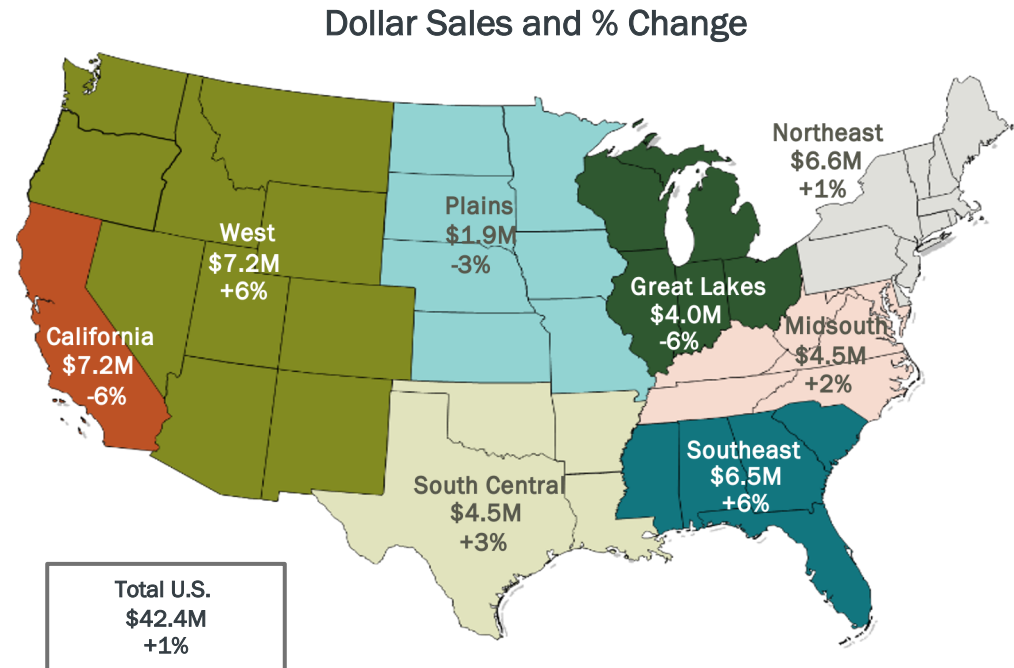 Dollar Sales and % Change
Northeast
$6.6M
+1%
Plains
$1.9M
-3%
West
$7.2M
+6%
Great Lakes
$4.0M
-6%
California
$7.2M
-6%
Midsouth
$4.5M
+2%
Southeast
$6.5M
+6%
South Central
$4.5M
+3%
Total U.S.
$42.4M
+1%